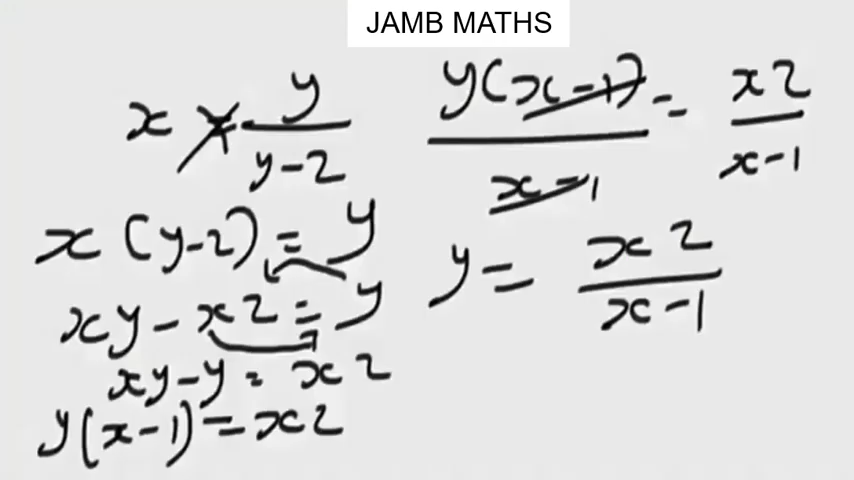 JAMB MATHS
x = y/(y-2)
x (y-2) = y
xy - x2 = y
xy - y = x2
y(x-1) = x2
y(x-1)/(x-1) = x2/(x-1)
y = x2/(x-1)